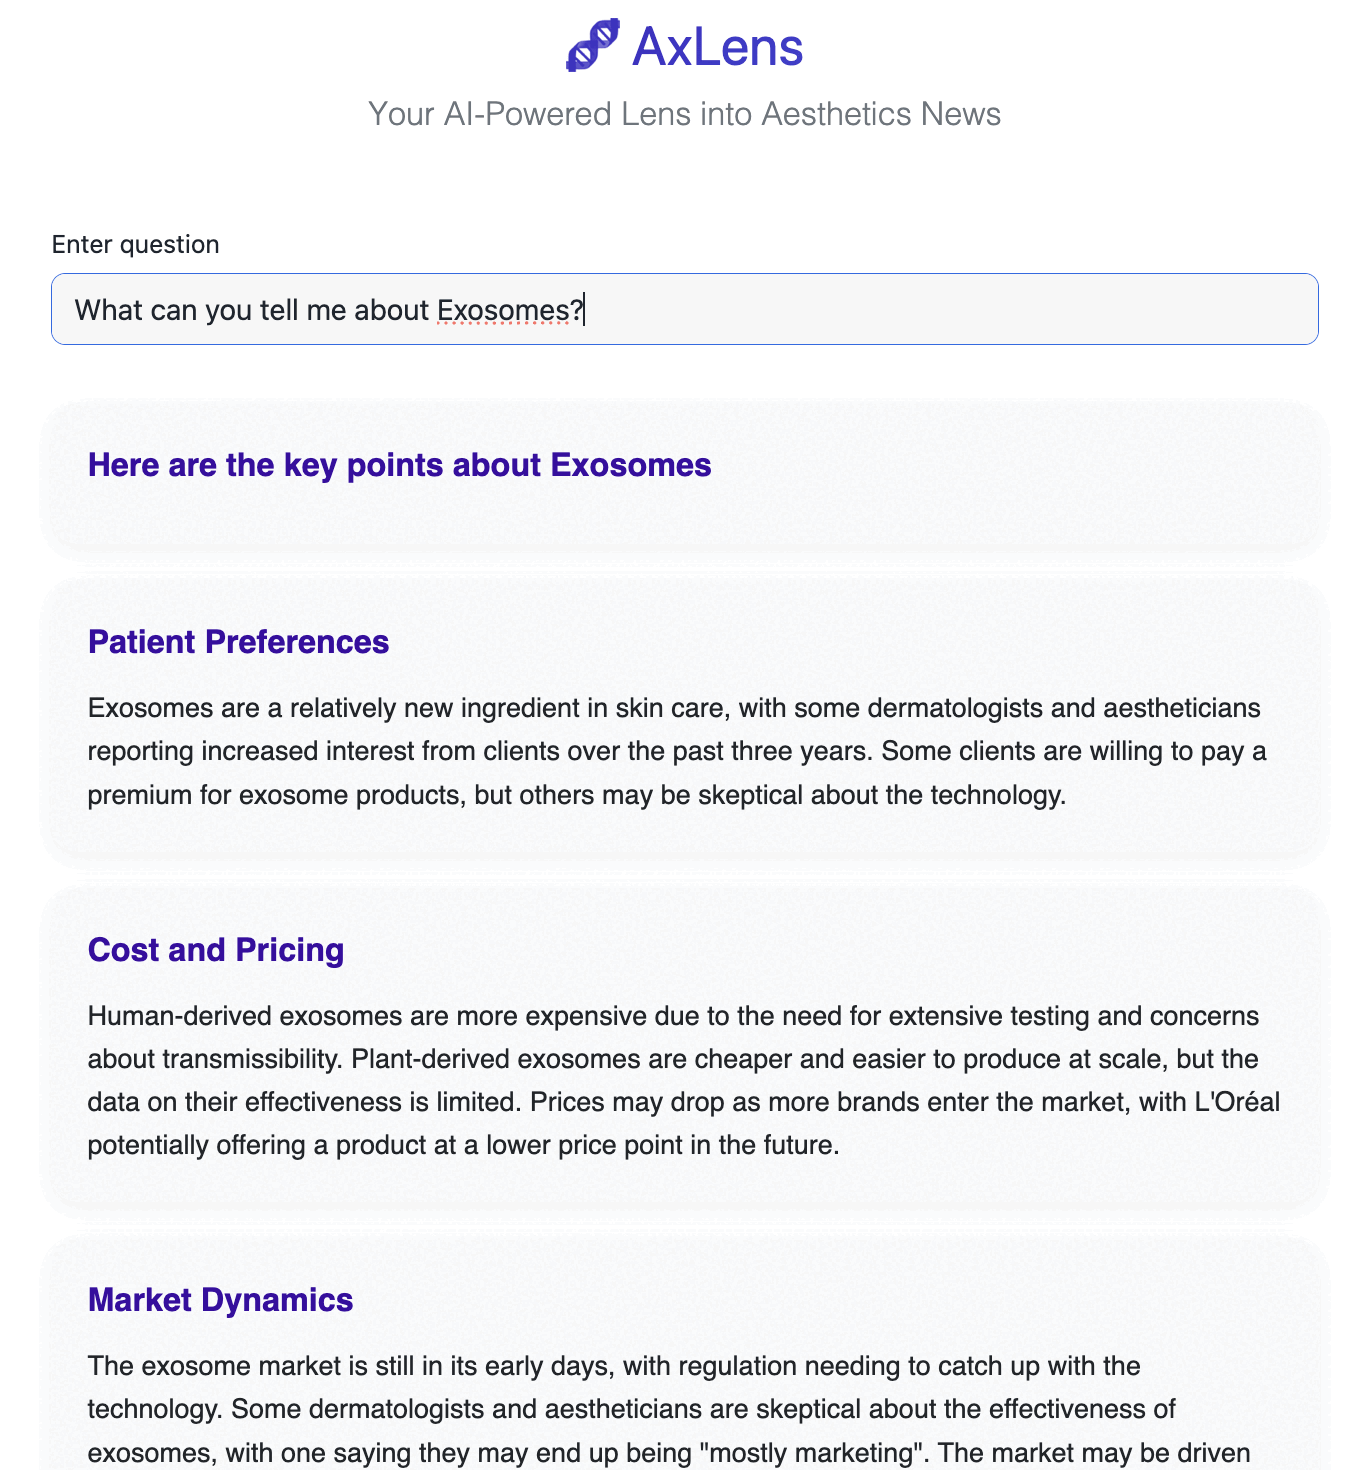 AxLens
Your AI-Powered Lens into Aesthetics News
Enter question
What can you tell me about Exosomes?
Here are the key points about Exosomes
Patient Preferences
Exosomes are a relatively new ingredient in skin care, with some dermatologists and aestheticians
reporting increased interest from clients over the past three years. Some clients are willing to pay a
premium for exosome products, but others may be skeptical about the technology.
Cost and Pricing
Human-derived exosomes are more expensive due to the need for extensive testing and concerns
about transmissibility. Plant-derived exosomes are cheaper and easier to produce at scale, but the
data on their effectiveness is limited. Prices may drop as more brands enter the market, with L'Oréal
potentially offering a product at a lower price point in the future.
Market Dynamics
The exosome market is still in its early days, with regulation needing to catch up with the
technology. Some dermatologists and aestheticians are skeptical about the effectiveness of
exosomes, with one saying they may end up being "mostly marketing". The market may be driven